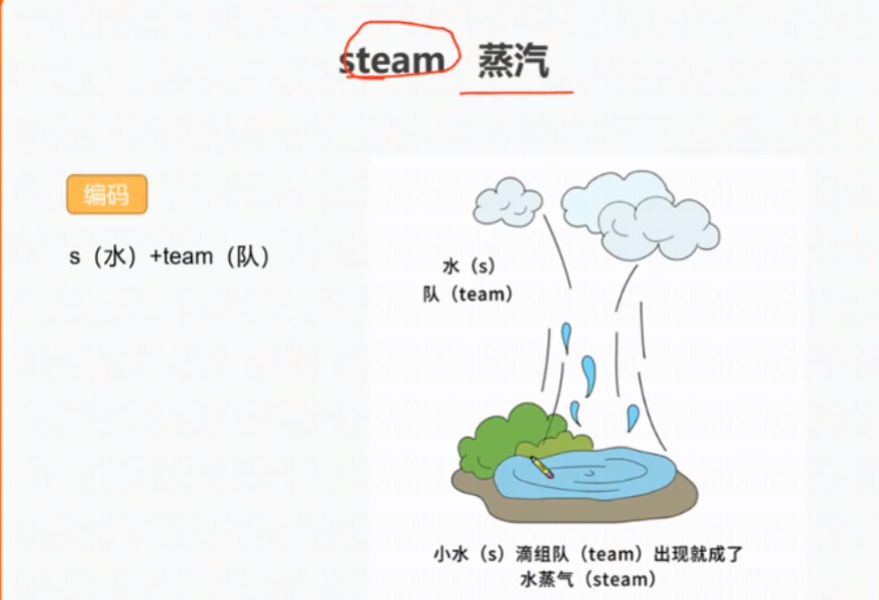 steam 蒸汽
编码
s（水）+team（队）
水（s）
队（team）
小水（s）滴组队（team）出现就成了
水蒸气（steam）